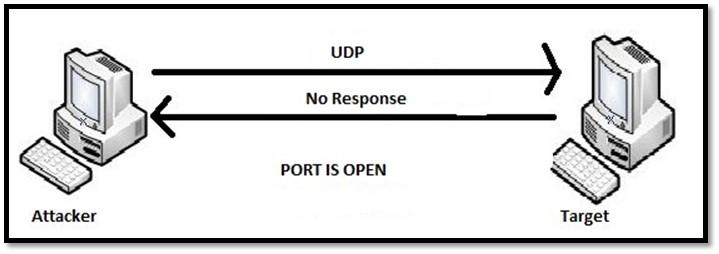 UDP
No Response
PORT IS OPEN
Attacker
Target